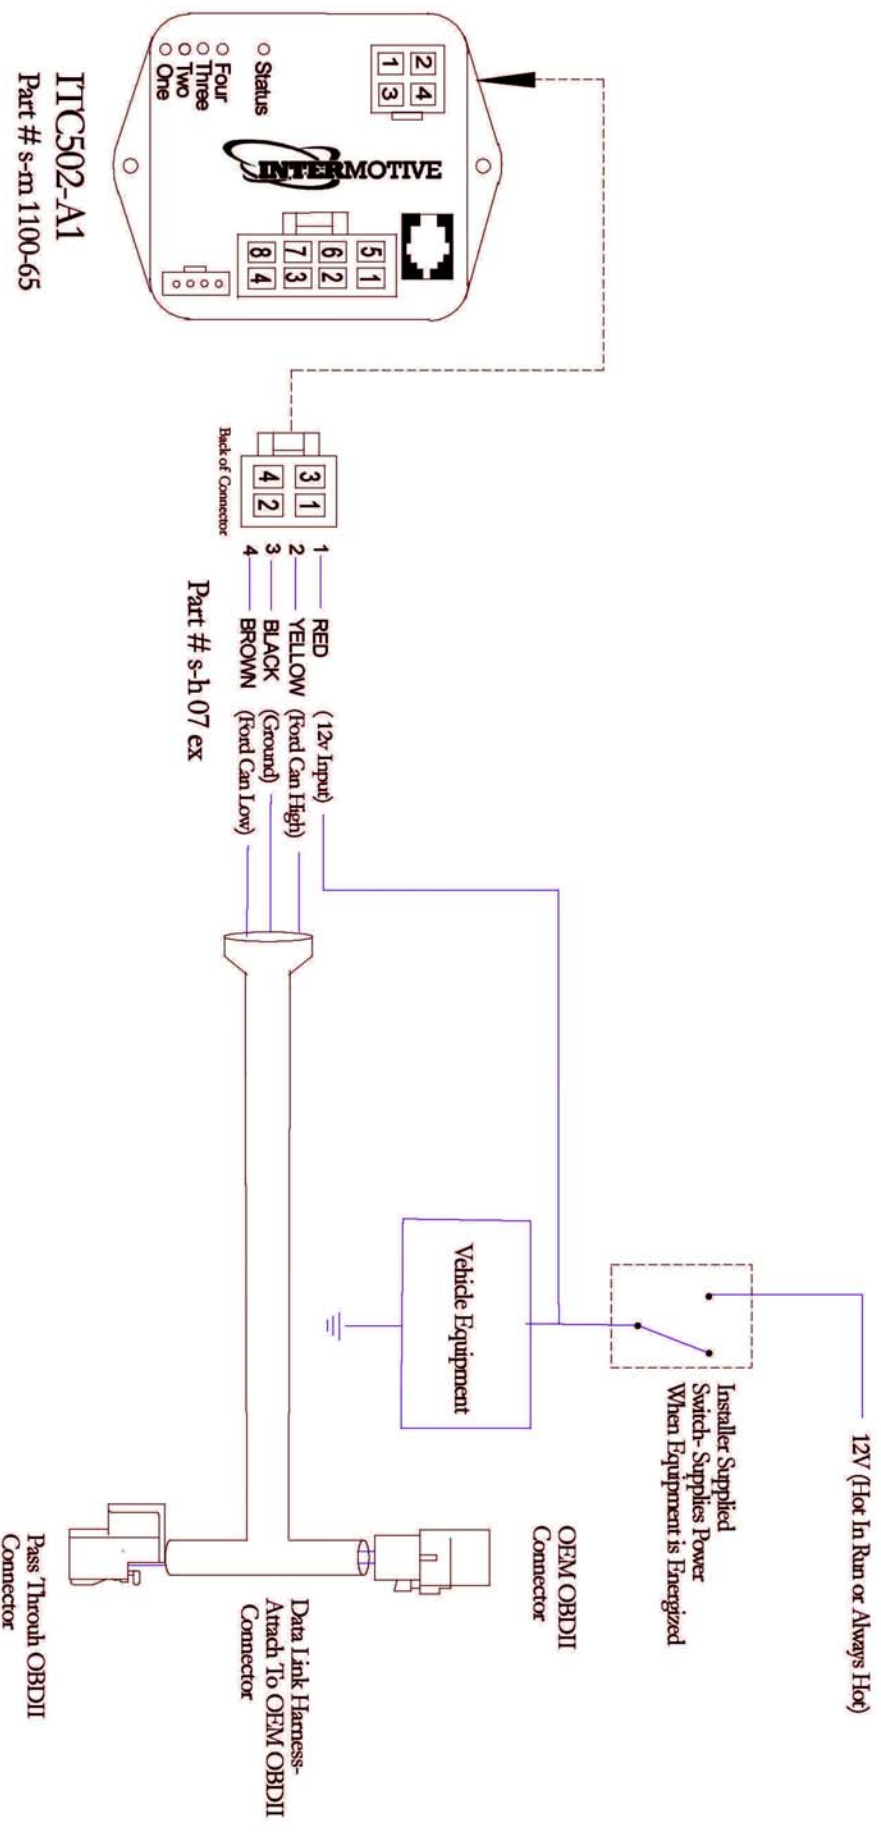 12V (Hot In Run or Always Hot)
Installer Supplied
Switch- Supplies Power
When Equipment is Energized
OEM OBDII
Connector
Vehicle Equipment
2 4
1 3
Status
Four
Three
Two
One
INTERMOTIVE
5 1
6 2
7 3
8 4
ITC502-A1
Part # s-m 1100-65
3 1
4 2
Back of Connector
1 RED ( 12v Input)
2 YELLOW (Ford Can High)
3 BLACK (Ground)
4 BROWN (Ford Can Low)
Part # s-h 07 ex
Data Link Harness-
Attach To OEM OBDII
Connector
Pass Throuh OBDII
Connector